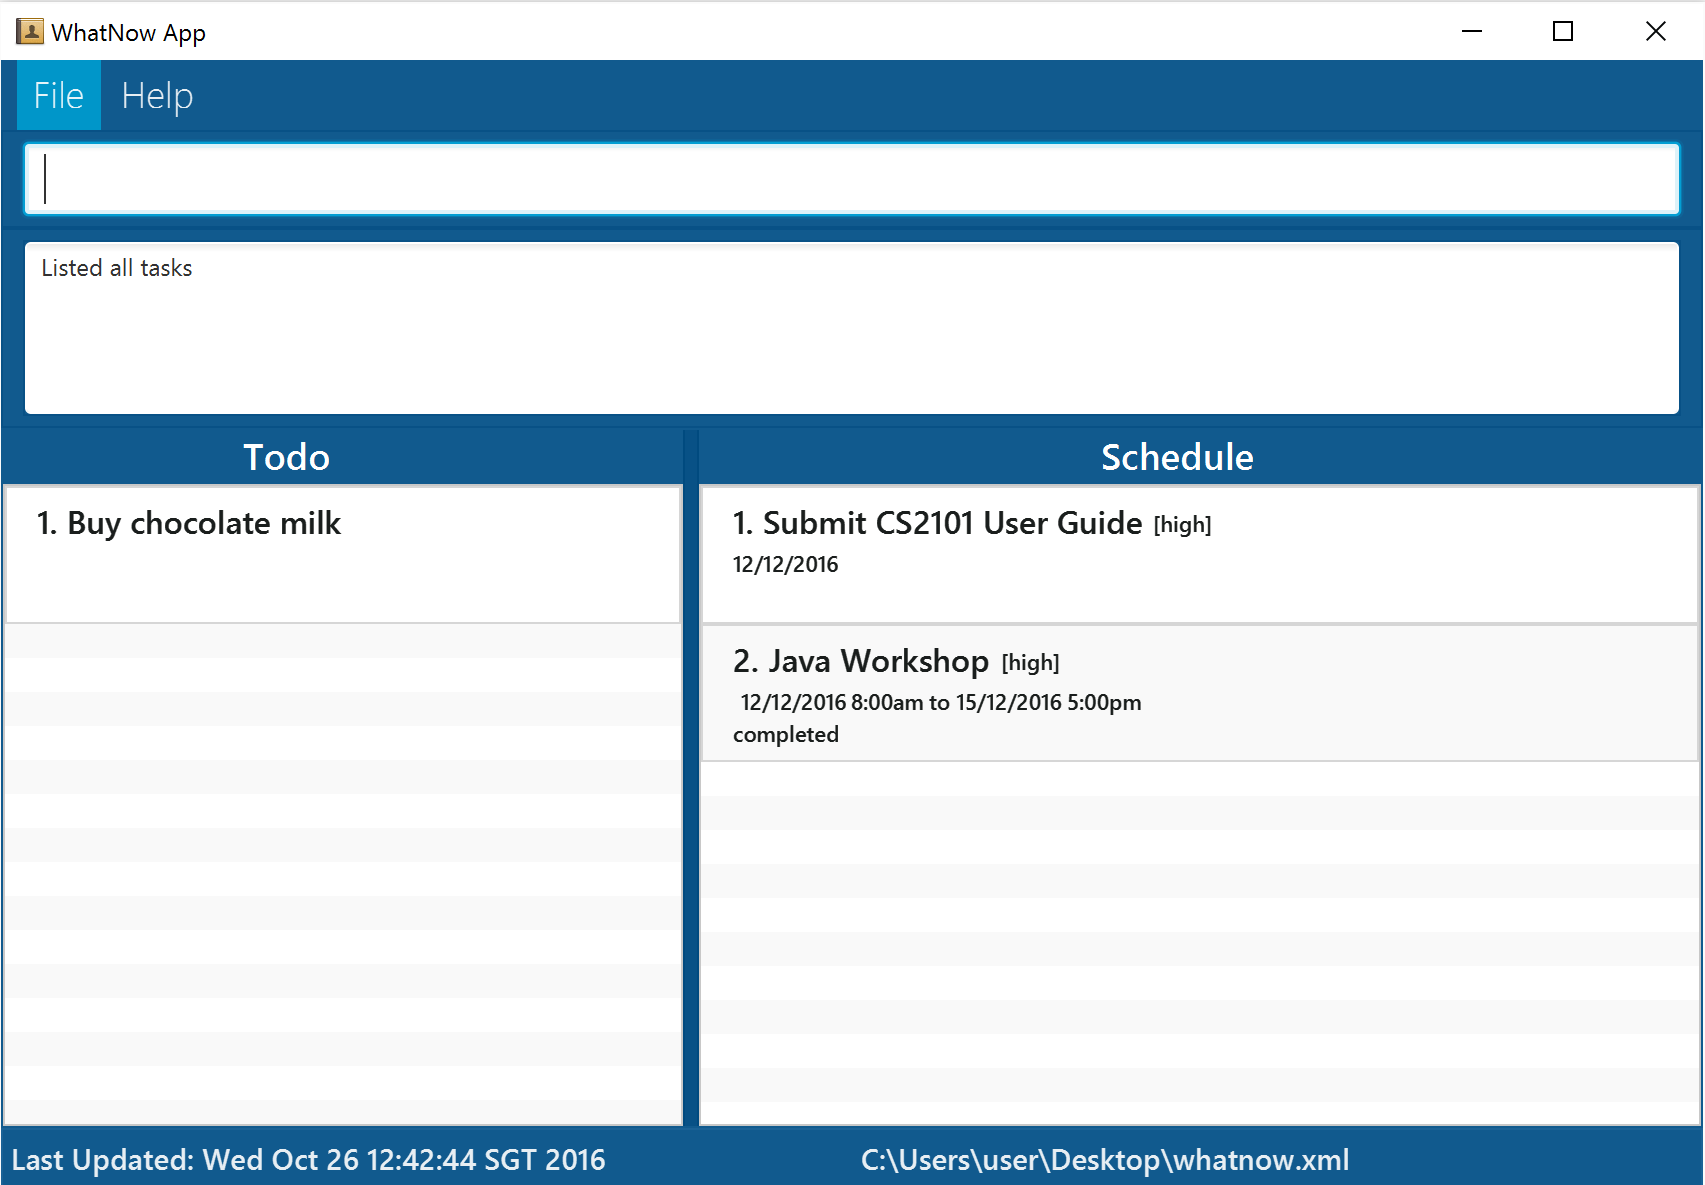 WhatNow App
File Help
Listed all tasks
Todo
1. Buy chocolate milk
Schedule
1. Submit CS2101 User Guide [high]
12/12/2016
2. Java Workshop [high]
12/12/2016 8:00am to 15/12/2016 5:00pm
completed
Last Updated: Wed Oct 26 12:42:44 SGT 2016
C:\Users\user\Desktop\whatnow.xml